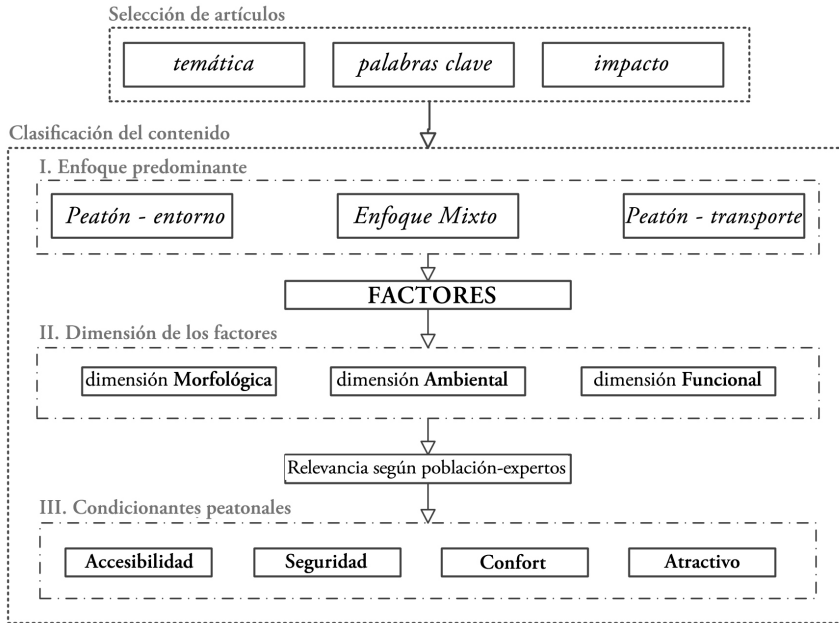 Selección de artículos
temática palabras clave impacto
Clasificación del contenido
I. Enfoque predominante
Peatón - entorno Enfoque Mixto Peatón - transporte
FACTORES
II. Dimensión de los factores
dimensión Morfológica dimensión Ambiental dimensión Funcional
Relevancia según población-expertos
III. Condicionantes peatonales
Accesibilidad Seguridad Confort Atractivo